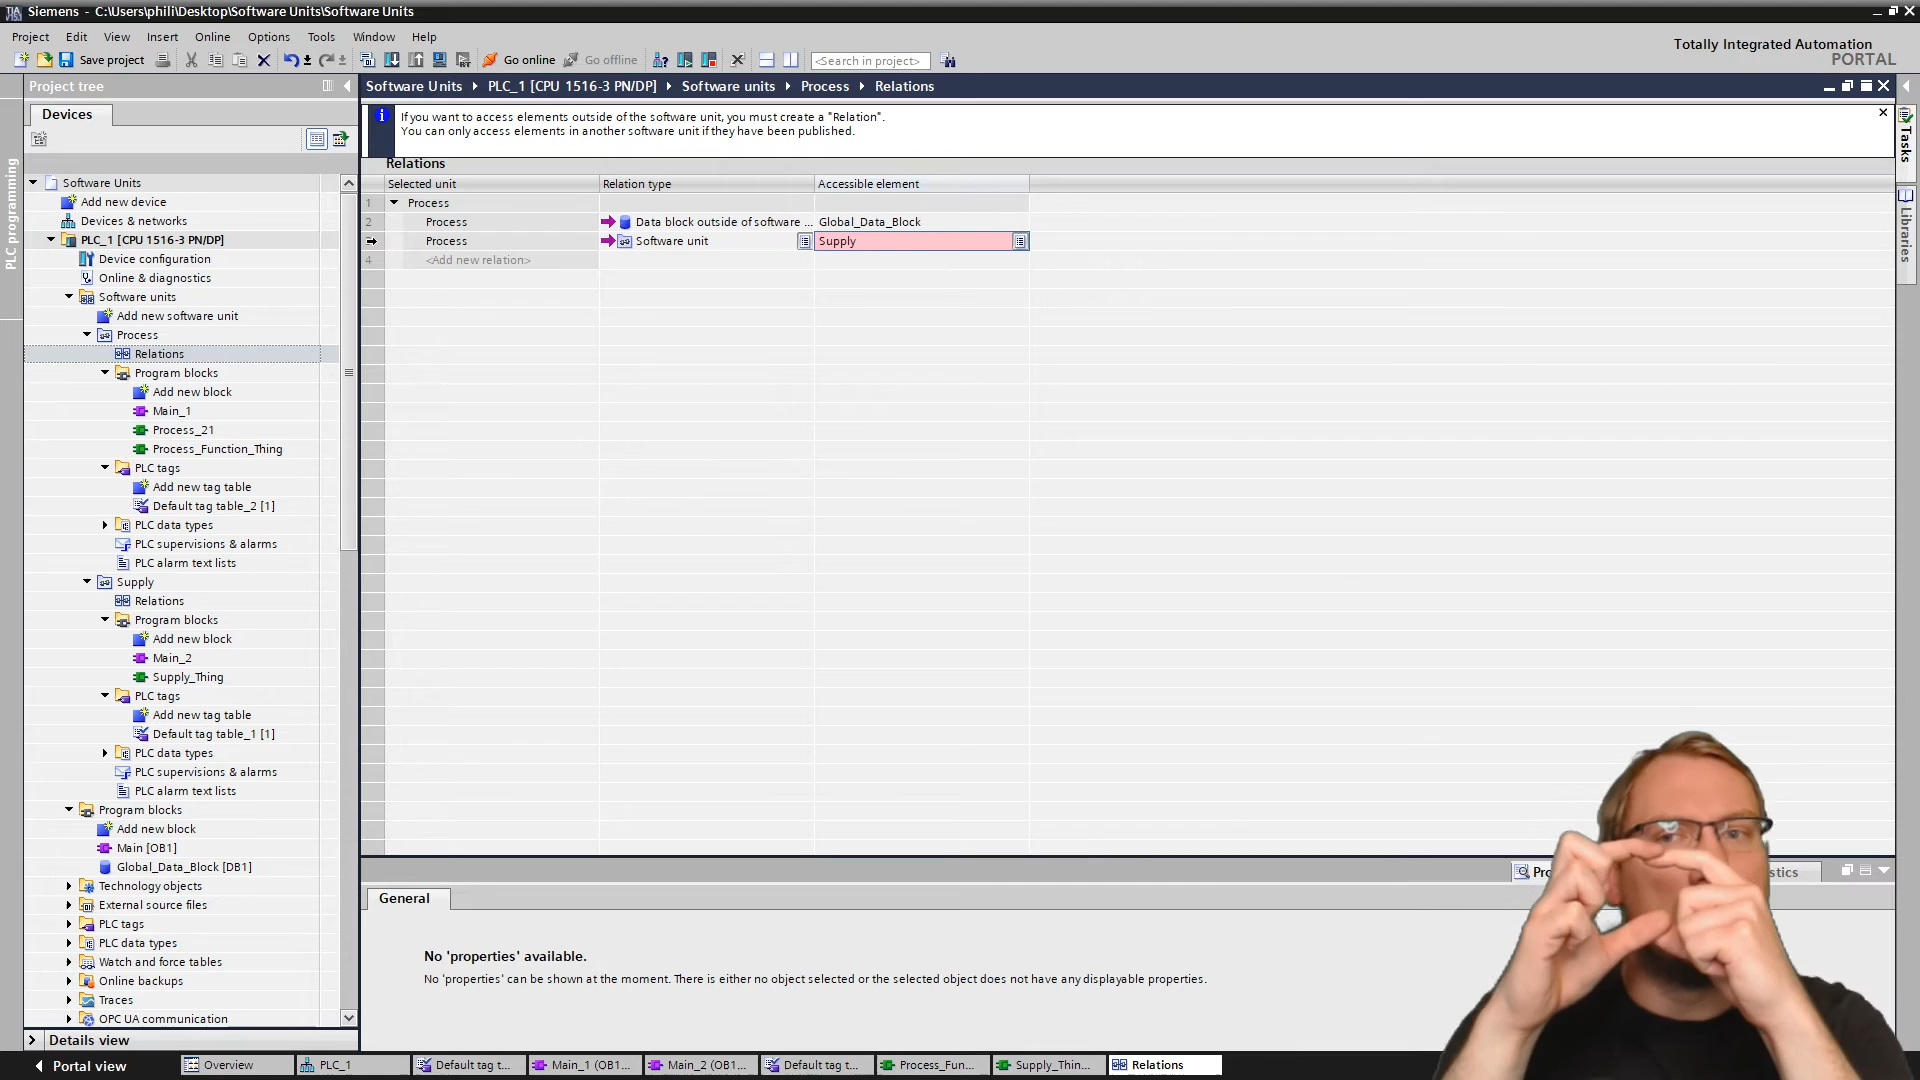 Siemens - C:\Users\phili\Desktop\Software Units\Software Units
Project Edit View Insert Online Options Tools Window Help
Totally Integrated Automation
PORTAL
Save project
Go online
Go offline
<Search in project>
Project tree
Software Units PLC_1 [CPU 1516-3 PN/DP] Software units Process Relations
Devices
PLC programming
Tasks
Libraries
If you want to access elements outside of the software unit, you must create a "Relation".
You can only access elements in another software unit if they have been published.
Relations
Selected unit Relation type Accessible element
1 Process
2 Process Data block outside of software ... Global_Data_Block
Process Software unit Supply
4 <Add new relation>
Software Units
Add new device
Devices & networks
PLC_1 [CPU 1516-3 PN/DP]
Device configuration
Online & diagnostics
Software units
Add new software unit
Process
Relations
Program blocks
Add new block
Main_1
Process_21
Process_Function_Thing
PLC tags
Add new tag table
Default tag table_2 [1]
PLC data types
PLC supervisions & alarms
PLC alarm text lists
Supply
Relations
Program blocks
Add new block
Main_2
Supply_Thing
PLC tags
Add new tag table
Default tag table_1 [1]
PLC data types
PLC supervisions & alarms
PLC alarm text lists
Program blocks
Add new block
Main [OB1]
Global_Data_Block [DB1]
Technology objects
External source files
PLC tags
PLC data types
Watch and force tables
Online backups
Traces
OPC UA communication
Details view
General
No 'properties' available.
No 'properties' can be shown at the moment. There is either no object selected or the selected object does not have any displayable properties.
Portal view
Overview
PLC_1
Default tag t...
Main_1 (OB1...
Main_2 (OB1...
Default tag t...
Process_Fun...
Supply_Thin...
Relations